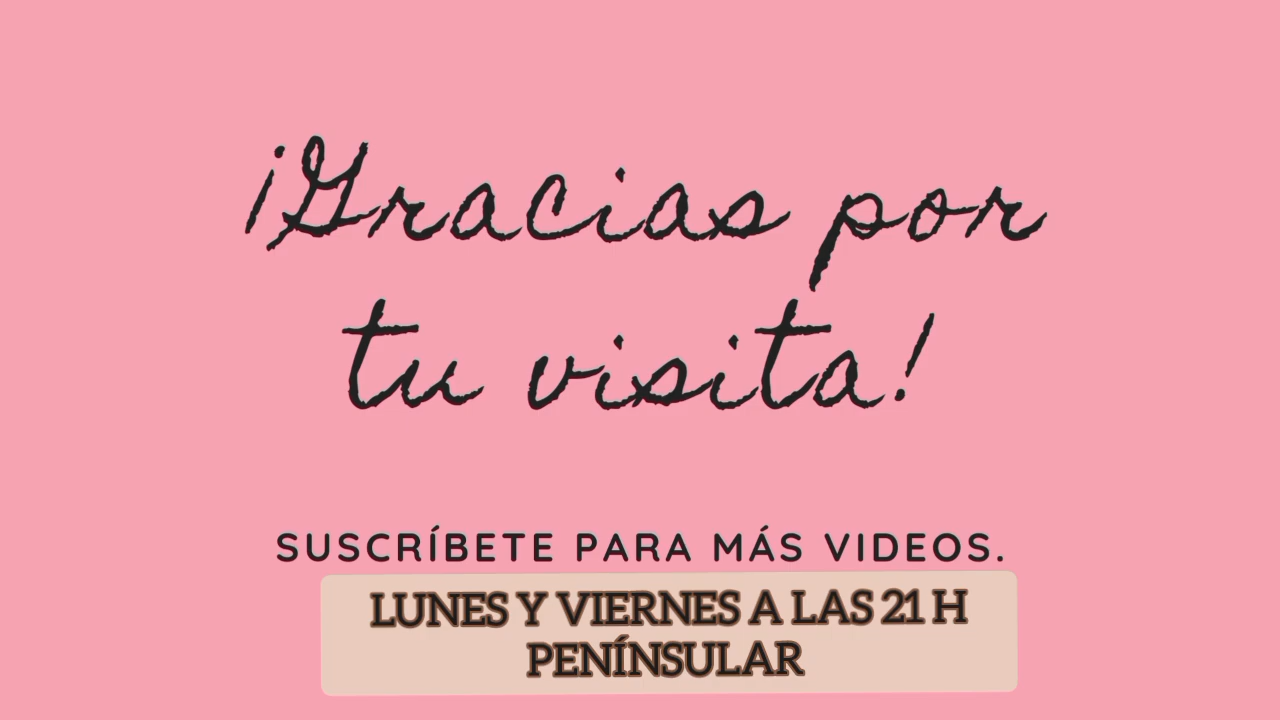 ¡Gracias por
tu visita!
SUSCRÍBETE PARA MÁS VIDEOS.
LUNES Y VIERNES A LAS 21 H
PENÍNSULAR